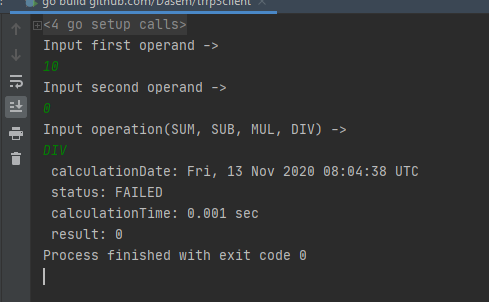 go build github.com/Dasem/trrp3client
<4 go setup calls>
Input first operand ->
10
Input second operand ->
0
Input operation(SUM, SUB, MUL, DIV) ->
DIV
calculationDate: Fri, 13 Nov 2020 08:04:38 UTC
status: FAILED
calculationTime: 0.001 sec
result: 0
Process finished with exit code 0